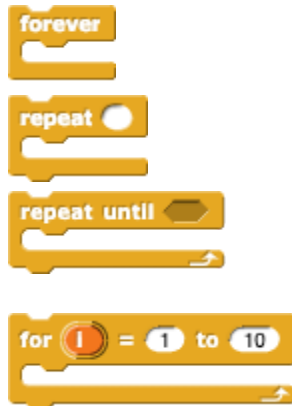 forever
repeat
repeat until
for i = 1 to 10